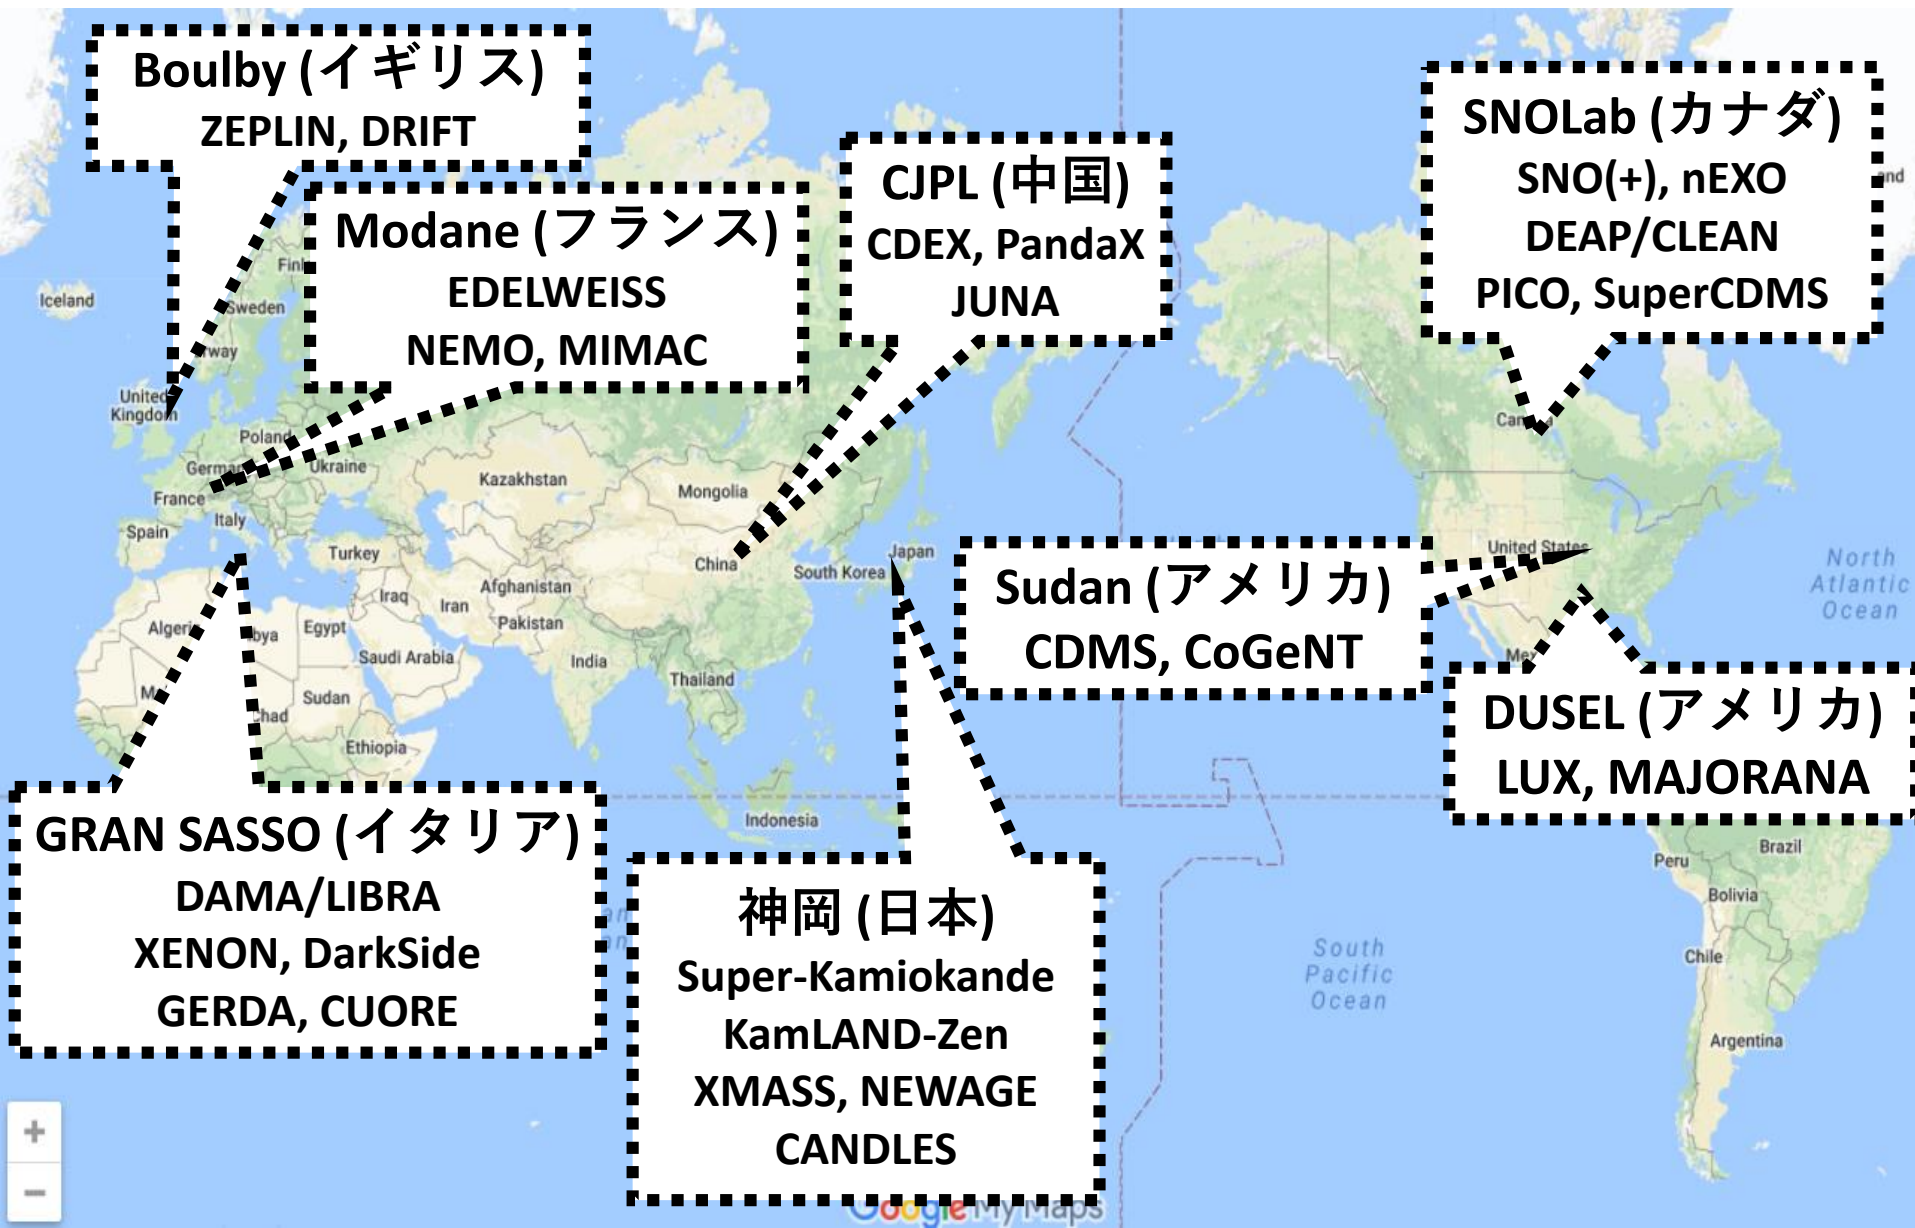 Boulby (イギリス)
ZEPLIN, DRIFT
Modane (フランス)
EDELWEISS
NEMO, MIMAC
CJPL (中国)
CDEX, PandaX
JUNA
SNOLab (カナダ)
SNO(+), nEXO
DEAP/CLEAN
PICO, SuperCDMS
Sudan (アメリカ)
CDMS, CoGeNT
DUSEL (アメリカ)
LUX, MAJORANA
GRAN SASSO (イタリア)
DAMA/LIBRA
XENON, DarkSide
GERDA, CUORE
神岡 (日本)
Super-Kamiokande
KamLAND-Zen
XMASS, NEWAGE
CANDLES
Iceland
Sweden
United
Kingdom
Poland
Ukraine
France
Italy
Spain
Turkey
Kazakhstan
Mongolia
China
South Korea
Japan
Afghanistan
Iraq
Iran
Pakistan
Egypt
Saudi Arabia
India
Thailand
Sudan
Ethiopia
Indonesia
United States
North
Atlantic
Ocean
South
Pacific
Ocean
Peru
Brazil
Bolivia
Chile
Argentina
Google My Maps